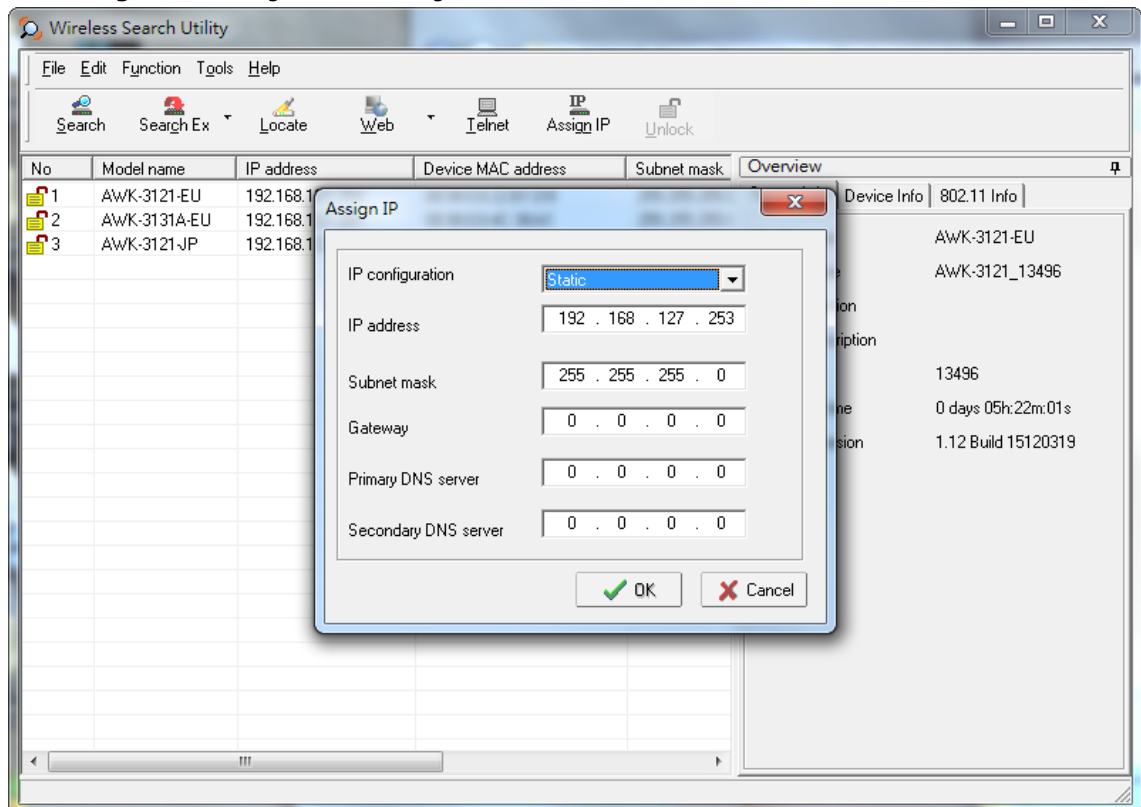 Wireless Search Utility
File Edit Function Tools Help
Search Search Ex Locate Web Telnet Assign IP Unlock
No Model name IP address Device MAC address Subnet mask Overview
Device Info 802.11 Info
1 AWK-3121-EU 192.168.1
2 AWK-3131A-EU 192.168.1
3 AWK-3121-JP 192.168.1
Assign IP
IP configuration Static
IP address 192 . 168 . 127 . 253
Subnet mask 255 . 255 . 255 . 0
Gateway 0 . 0 . 0 . 0
Primary DNS server 0 . 0 . 0 . 0
Secondary DNS server 0 . 0 . 0 . 0
OK Cancel
AWK-3121-EU
AWK-3121_13496
ion
ription
13496
me 0 days 05h:22m:01s
sion 1.12 Build 15120319